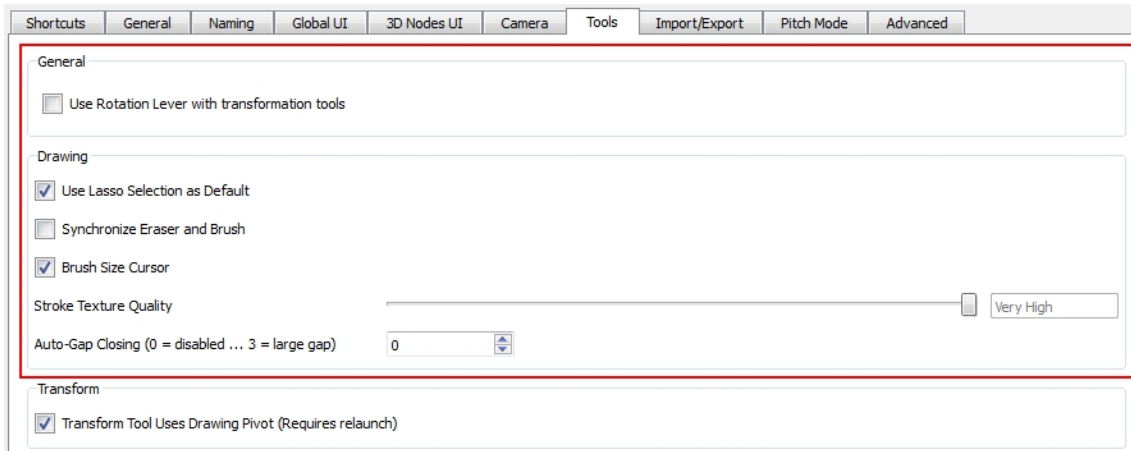 Shortcuts General Naming Global UI 3D Nodes UI Camera Tools Import/Export Pitch Mode Advanced
General
Use Rotation Lever with transformation tools
Drawing
Use Lasso Selection as Default
Synchronize Eraser and Brush
Brush Size Cursor
Stroke Texture Quality Very High
Auto-Gap Closing (0 = disabled ... 3 = large gap) 0
Transform
Transform Tool Uses Drawing Pivot (Requires relaunch)